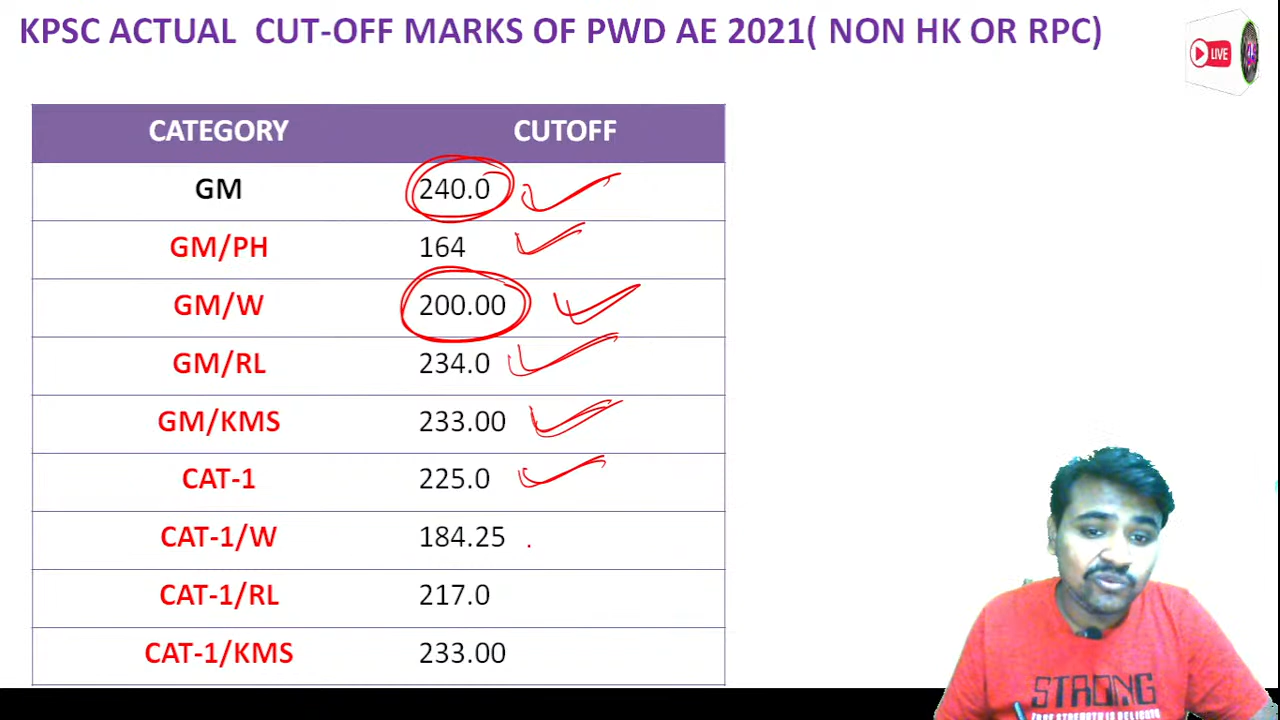 KPSC ACTUAL CUT-OFF MARKS OF PWD AE 2021( NON HK OR RPC)
LIVE
CATEGORY CUTOFF
GM 240.0
GM/PH 164
GM/W 200.00
GM/RL 234.0
GM/KMS 233.00
CAT-1 225.0
CAT-1/W 184.25
CAT-1/RL 217.0
CAT-1/KMS 233.00
STRONG